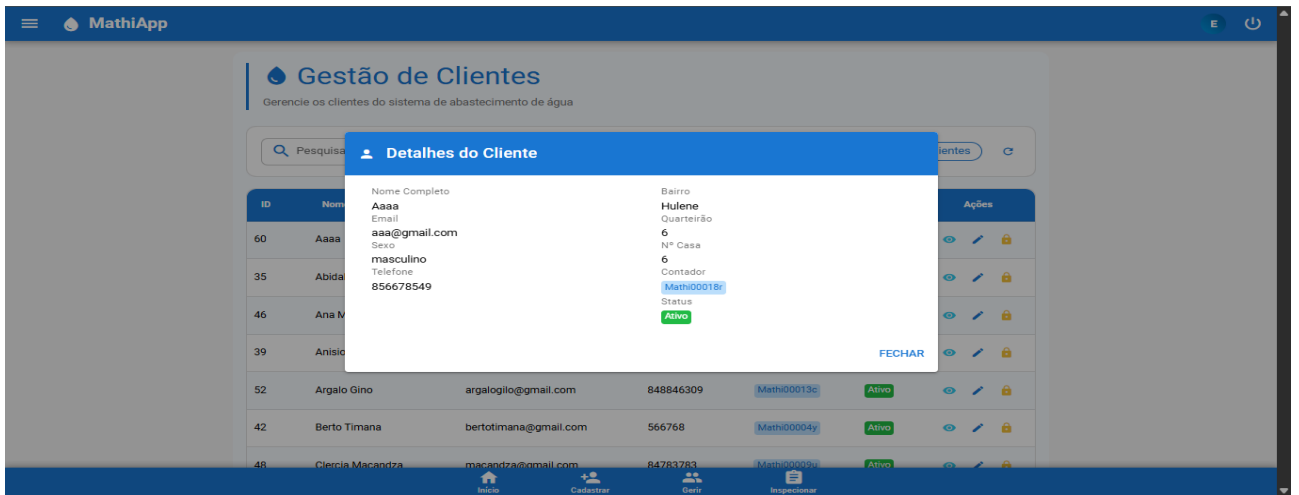 MathiApp
E
Gestão de Clientes
Gerencie os clientes do sistema de abastecimento de água
Pesquisa
ientes
Detalhes do Cliente
Nome Completo
Aaaa
Email
aaa@gmail.com
Sexo
masculino
Telefone
856678549
Bairro
Hulene
Quarteirão
6
Nº Casa
6
Contador
Mathi00018r
Status
Ativo
FECHAR
ID Nom Ações
60 Aaaa
35 Abida
46 Ana M
39 Anisio
52 Argalo Gino argalogilo@gmail.com 848846309 Mathi00013c Ativo
42 Berto Timana bertotimana@gmail.com 566768 Mathi00004y Ativo
48 Clercia Macandza macandza@gmail.com 84783783 Mathi00009u Ativo
Início Cadastrar Gerir Inspecionar